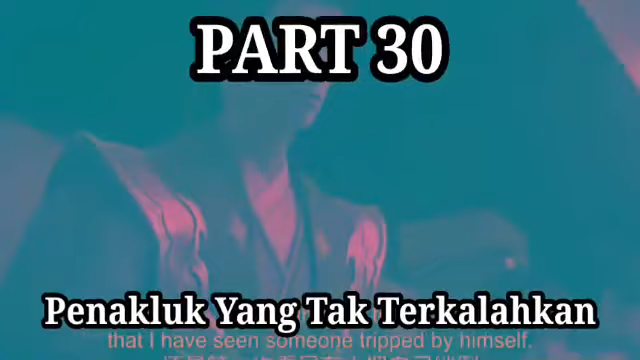 PART 30
Penakluk Yang Tak Terkalahkan
that I have seen someone tripped by himself.